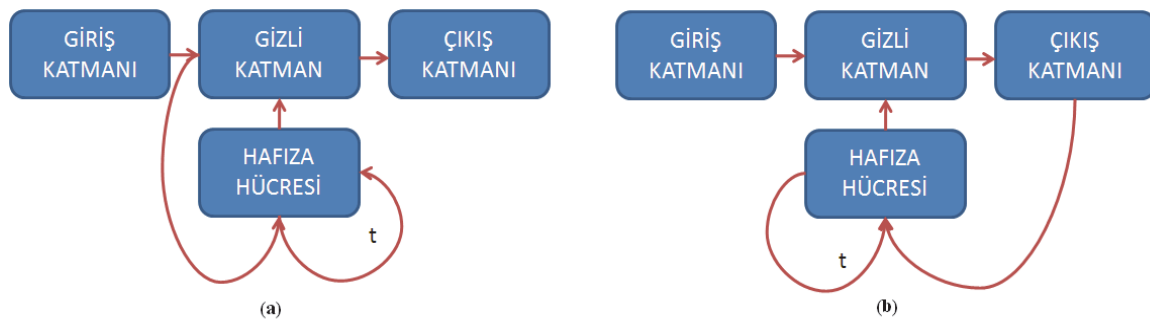 GİRİŞ
KATMANI
GİZLİ
KATMAN
ÇIKIŞ
KATMANI
HAFIZA
HÜCRESİ
t
(a)
GİRİŞ
KATMANI
GİZLİ
KATMAN
ÇIKIŞ
KATMANI
HAFIZA
HÜCRESİ
t
(b)